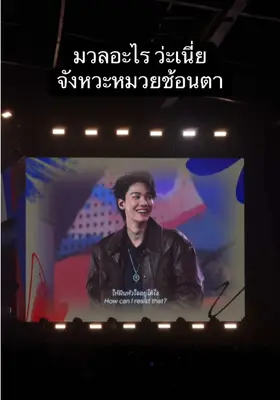 มวลอะไร ว่ะเนี่ย
จังหวะหมวยช้อนตา
ให้ฝืนหัวใจอยู่ได้ไง
How can I resist that?